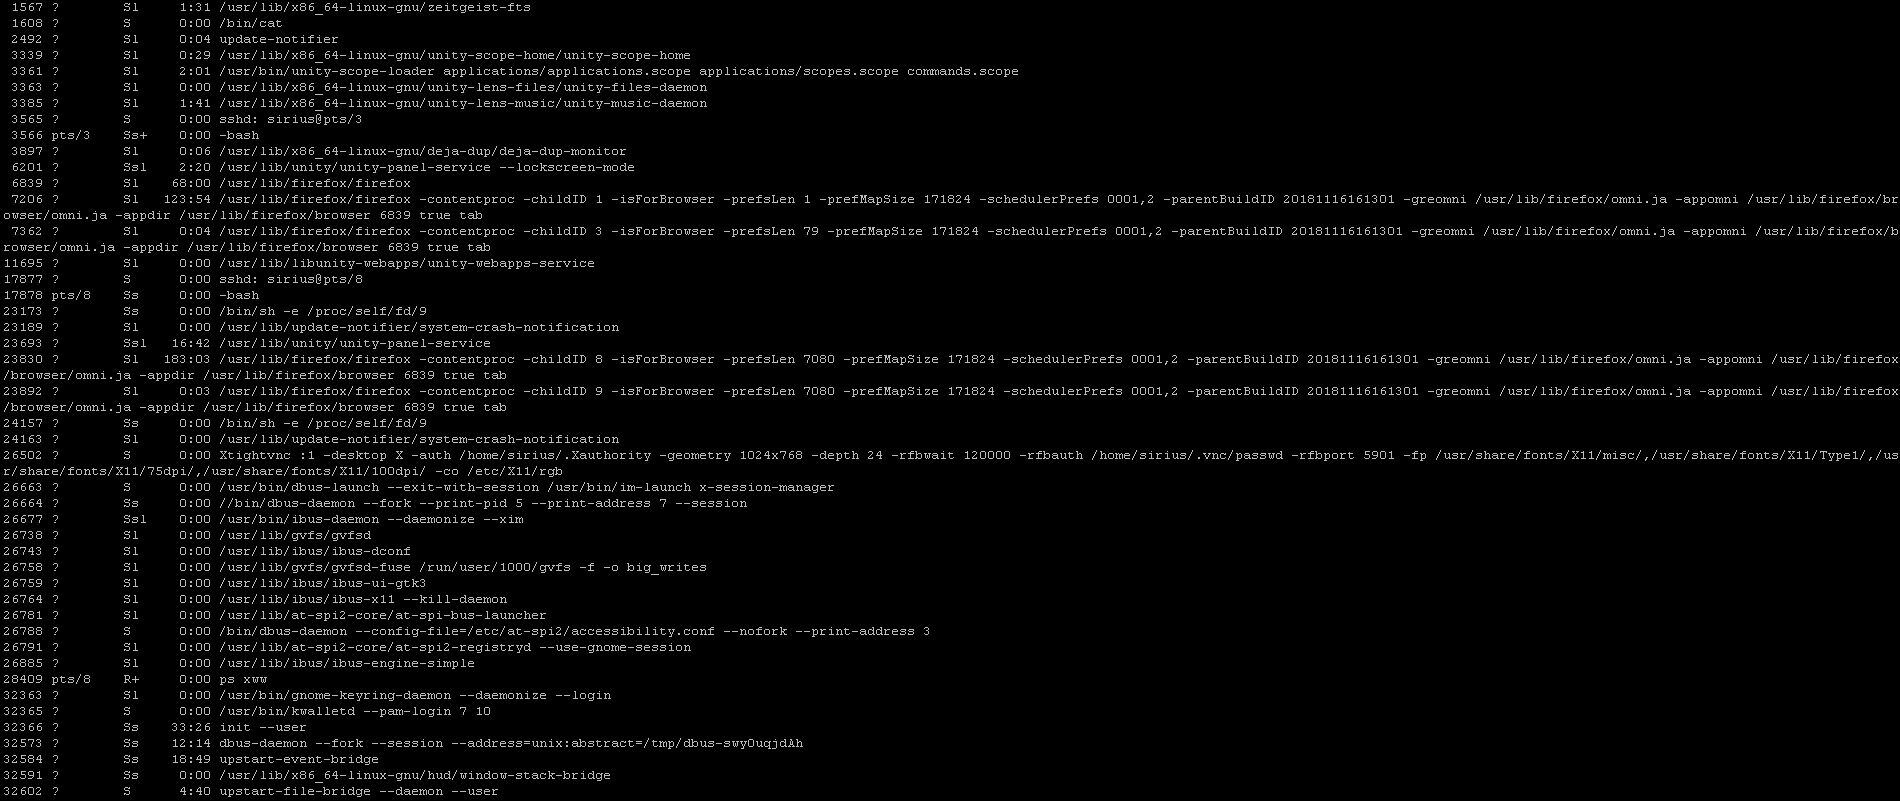 1567 ?        Sl     1:31 /usr/lib/x86_64-linux-gnu/zeitgeist-fts
1608 ?        S      0:00 /bin/cat
2492 ?        Sl     0:04 update-notifier
3339 ?        Sl     0:29 /usr/lib/x86_64-linux-gnu/unity-scope-home/unity-scope-home
3361 ?        Sl     2:01 /usr/bin/unity-scope-loader applications/applications.scope applications/scopes.scope commands.scope
3363 ?        Sl     0:00 /usr/lib/x86_64-linux-gnu/unity-lens-files/unity-files-daemon
3385 ?        Sl     1:41 /usr/lib/x86_64-linux-gnu/unity-lens-music/unity-music-daemon
3565 ?        S      0:00 sshd: sirius@pts/3
3566 pts/3    Ss+    0:00 -bash
3897 ?        Sl     0:06 /usr/lib/x86_64-linux-gnu/deja-dup/deja-dup-monitor
6201 ?        Ssl    2:20 /usr/lib/unity/unity-panel-service --lockscreen-mode
6839 ?        Sl    68:00 /usr/lib/firefox/firefox
7206 ?        Sl   123:54 /usr/lib/firefox/firefox -contentproc -childID 1 -isForBrowser -prefsLen 1 -prefMapSize 171824 -schedulerPrefs 0001,2 -parentBuildID 20181116161301 -greomni /usr/lib/firefox/omni.ja -appomni /usr/lib/firefox/br
owser/omni.ja -appdir /usr/lib/firefox/browser 6839 true tab
7362 ?        Sl     0:04 /usr/lib/firefox/firefox -contentproc -childID 3 -isForBrowser -prefsLen 79 -prefMapSize 171824 -schedulerPrefs 0001,2 -parentBuildID 20181116161301 -greomni /usr/lib/firefox/omni.ja -appomni /usr/lib/firefox/b
rowser/omni.ja -appdir /usr/lib/firefox/browser 6839 true tab
11695 ?        Sl     0:00 /usr/lib/libunity-webapps/unity-webapps-service
17877 ?        S      0:00 sshd: sirius@pts/8
17878 pts/8    Ss     0:00 -bash
23173 ?        Ss     0:00 /bin/sh -e /proc/self/fd/9
23189 ?        Sl     0:00 /usr/lib/update-notifier/system-crash-notification
23693 ?        Ssl   16:42 /usr/lib/unity/unity-panel-service
23830 ?        Sl   183:03 /usr/lib/firefox/firefox -contentproc -childID 8 -isForBrowser -prefsLen 7080 -prefMapSize 171824 -schedulerPrefs 0001,2 -parentBuildID 20181116161301 -greomni /usr/lib/firefox/omni.ja -appomni /usr/lib/firefox
/browser/omni.ja -appdir /usr/lib/firefox/browser 6839 true tab
23892 ?        Sl     0:03 /usr/lib/firefox/firefox -contentproc -childID 9 -isForBrowser -prefsLen 7080 -prefMapSize 171824 -schedulerPrefs 0001,2 -parentBuildID 20181116161301 -greomni /usr/lib/firefox/omni.ja -appomni /usr/lib/firefox
/browser/omni.ja -appdir /usr/lib/firefox/browser 6839 true tab
24157 ?        Ss     0:00 /bin/sh -e /proc/self/fd/9
24163 ?        Sl     0:00 /usr/lib/update-notifier/system-crash-notification
26502 ?        S      0:00 Xtightvnc :1 -desktop X -auth /home/sirius/.Xauthority -geometry 1024x768 -depth 24 -rfbwait 120000 -rfbauth /home/sirius/.vnc/passwd -rfbport 5901 -fp /usr/share/fonts/X11/misc/,/usr/share/fonts/X11/Type1/,/us
r/share/fonts/X11/75dpi/,/usr/share/fonts/X11/100dpi/ -co /etc/X11/rgb
26663 ?        S      0:00 /usr/bin/dbus-launch --exit-with-session /usr/bin/im-launch x-session-manager
26664 ?        Ss     0:00 //bin/dbus-daemon --fork --print-pid 5 --print-address 7 --session
26677 ?        Ssl    0:00 /usr/bin/ibus-daemon --daemonize --xim
26738 ?        Sl     0:00 /usr/lib/gvfs/gvfsd
26743 ?        Sl     0:00 /usr/lib/ibus/ibus-dconf
26758 ?        Sl     0:00 /usr/lib/gvfs/gvfsd-fuse /run/user/1000/gvfs -f -o big_writes
26759 ?        Sl     0:00 /usr/lib/ibus/ibus-ui-gtk3
26764 ?        Sl     0:00 /usr/lib/ibus/ibus-x11 --kill-daemon
26781 ?        Sl     0:00 /usr/lib/at-spi2-core/at-spi-bus-launcher
26788 ?        S      0:00 /bin/dbus-daemon --config-file=/etc/at-spi2/accessibility.conf --nofork --print-address 3
26791 ?        Sl     0:00 /usr/lib/at-spi2-core/at-spi2-registryd --use-gnome-session
26885 ?        Sl     0:00 /usr/lib/ibus/ibus-engine-simple
28409 pts/8    R+     0:00 ps xww
32363 ?        Sl     0:00 /usr/bin/gnome-keyring-daemon --daemonize --login
32365 ?        S      0:00 /usr/bin/kwalletd --pam-login 7 10
32366 ?        Ss    33:26 init --user
32573 ?        Ss    12:14 dbus-daemon --fork --session --address=unix:abstract=/tmp/dbus-swyOuqjdAh
32584 ?        Ss    18:49 upstart-event-bridge
32591 ?        Ss     0:00 /usr/lib/x86_64-linux-gnu/hud/window-stack-bridge
32602 ?        S      4:40 upstart-file-bridge --daemon --user